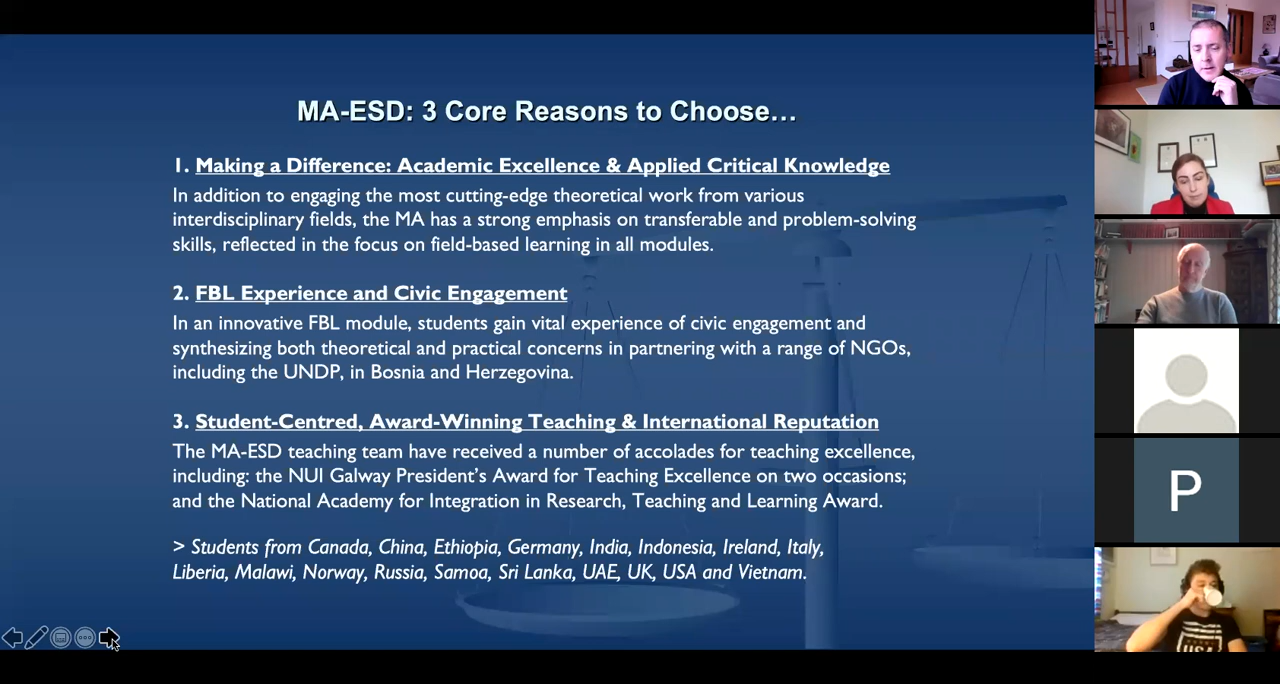 MA-ESD: 3 Core Reasons to Choose…
1. Making a Difference: Academic Excellence & Applied Critical Knowledge
In addition to engaging the most cutting-edge theoretical work from various
interdisciplinary fields, the MA has a strong emphasis on transferable and problem-solving
skills, reflected in the focus on field-based learning in all modules.
2. FBL Experience and Civic Engagement
In an innovative FBL module, students gain vital experience of civic engagement and
synthesizing both theoretical and practical concerns in partnering with a range of NGOs,
including the UNDP, in Bosnia and Herzegovina.
3. Student-Centred, Award-Winning Teaching & International Reputation
The MA-ESD teaching team have received a number of accolades for teaching excellence,
including: the NUI Galway President’s Award for Teaching Excellence on two occasions;
and the National Academy for Integration in Research, Teaching and Learning Award.
> Students from Canada, China, Ethiopia, Germany, India, Indonesia, Ireland, Italy,
Liberia, Malawi, Norway, Russia, Samoa, Sri Lanka, UAE, UK, USA and Vietnam.
P
USA